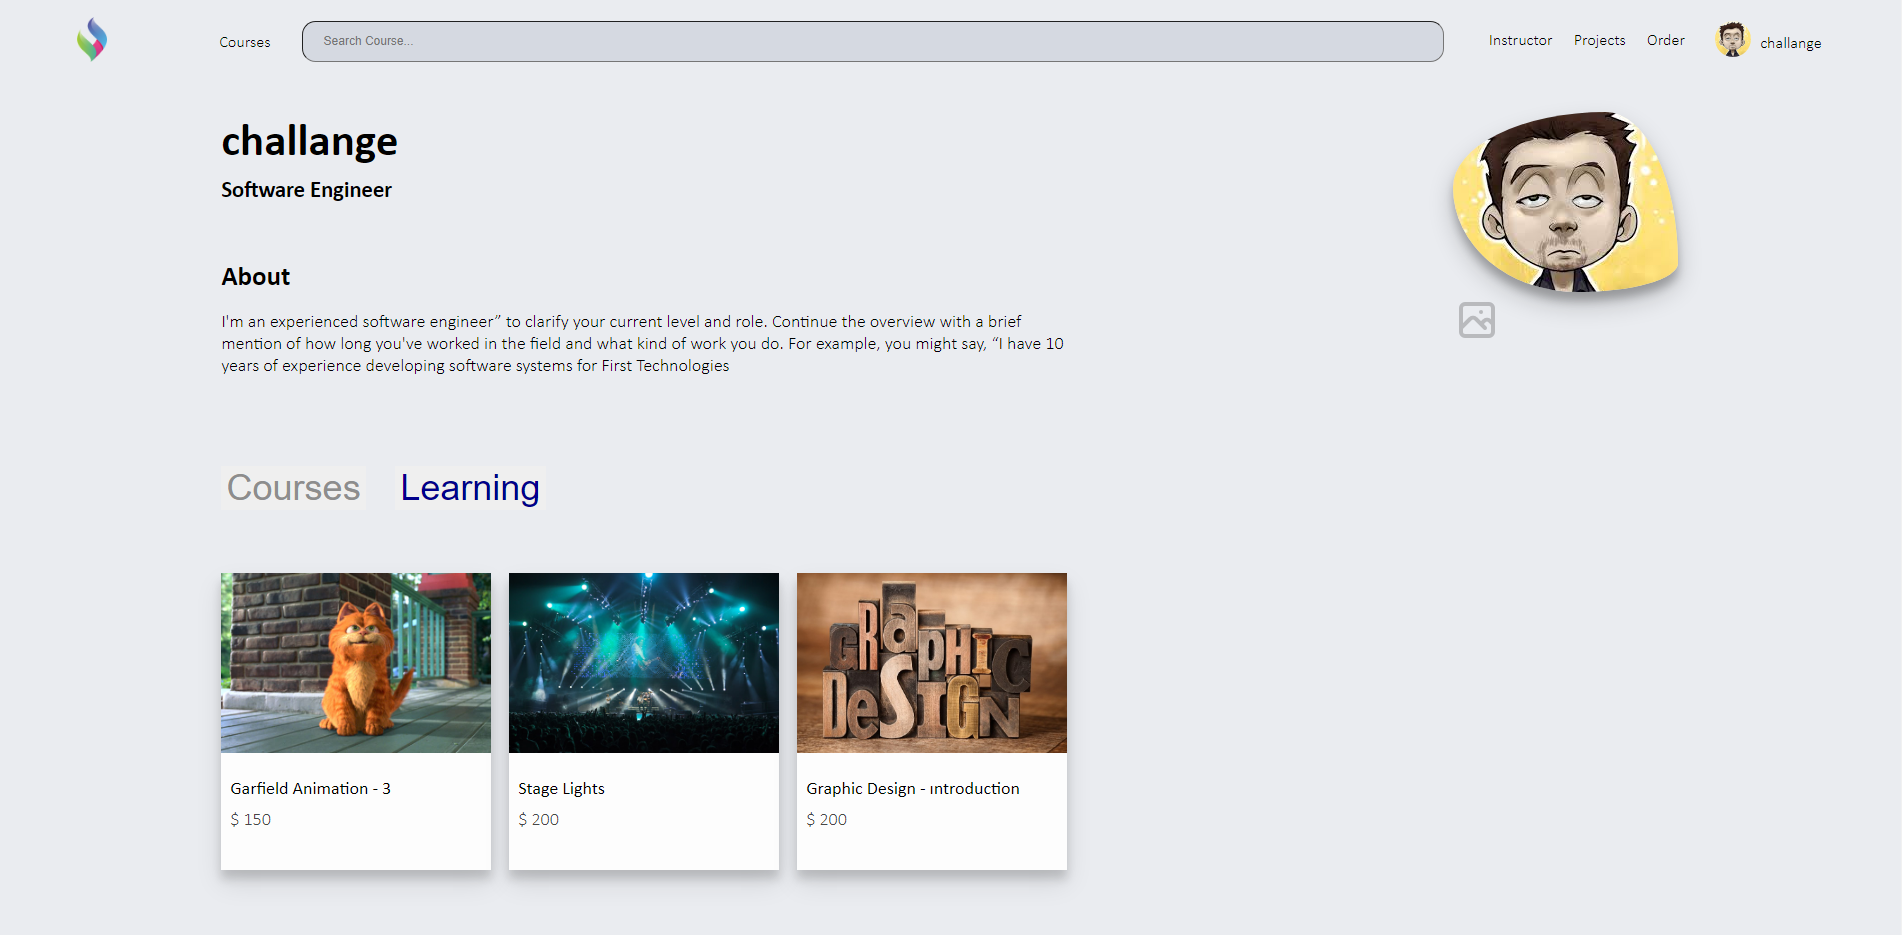 Courses
Search Course...
Instructor
Projects
Order
challange
challange
Software Engineer
About
I'm an experienced software engineer” to clarify your current level and role. Continue the overview with a brief
mention of how long you've worked in the field and what kind of work you do. For example, you might say, “I have 10
years of experience developing software systems for First Technologies
Courses
Learning
GRaPHIC
DeSIGN
Garfield Animation - 3
$ 150
Stage Lights
$ 200
Graphic Design - ıntroduction
$ 200